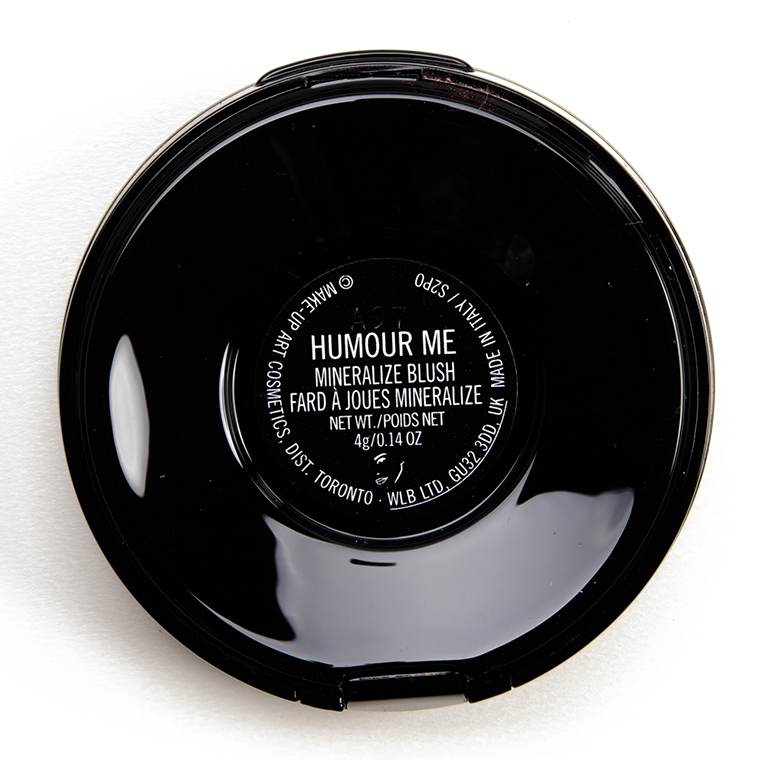 HUMOUR ME
MINERALIZE BLUSH
FARD À JOUES MINERALIZE
NET WT./POIDS NET
4g/0.14 OZ
© MAKE-UP ART COSMETICS, DIST. TORONTO · WLB LTD, GU32 3DD, UK MADE IN ITALY / S2P0